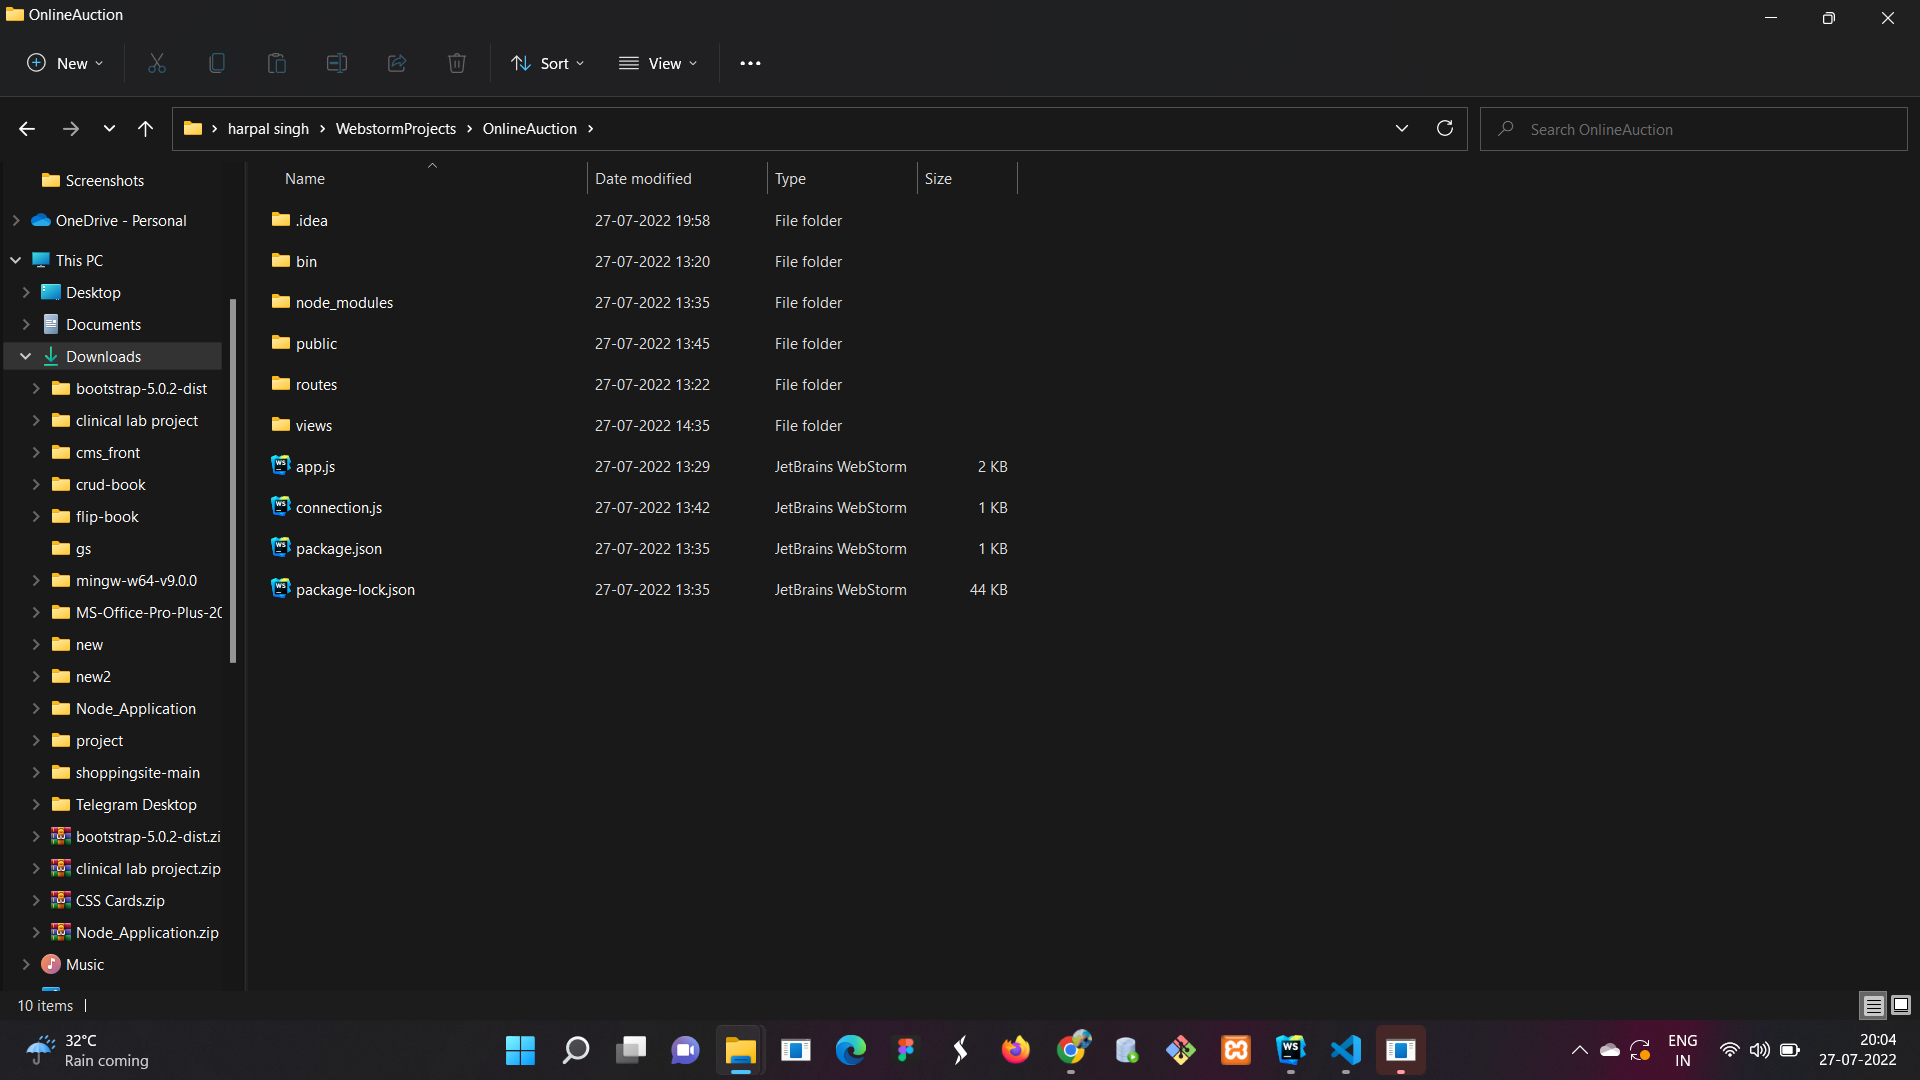 OnlineAuction
New
Sort
View
harpal singh
WebstormProjects
OnlineAuction
Search OnlineAuction
Name
Date modified
Type
Size
Screenshots
OneDrive - Personal
This PC
Desktop
Documents
Downloads
bootstrap-5.0.2-dist
clinical lab project
cms_front
crud-book
flip-book
gs
mingw-w64-v9.0.0
MS-Office-Pro-Plus-20
new
new2
Node_Application
project
shoppingsite-main
Telegram Desktop
bootstrap-5.0.2-dist.zi
clinical lab project.zip
CSS Cards.zip
Node_Application.zip
Music
.idea 27-07-2022 19:58 File folder
bin 27-07-2022 13:20 File folder
node_modules 27-07-2022 13:35 File folder
public 27-07-2022 13:45 File folder
routes 27-07-2022 13:22 File folder
views 27-07-2022 14:35 File folder
app.js 27-07-2022 13:29 JetBrains WebStorm 2 KB
connection.js 27-07-2022 13:42 JetBrains WebStorm 1 KB
package.json 27-07-2022 13:35 JetBrains WebStorm 1 KB
package-lock.json 27-07-2022 13:35 JetBrains WebStorm 44 KB
10 items
32°C
Rain coming
ENG
IN
20:04
27-07-2022